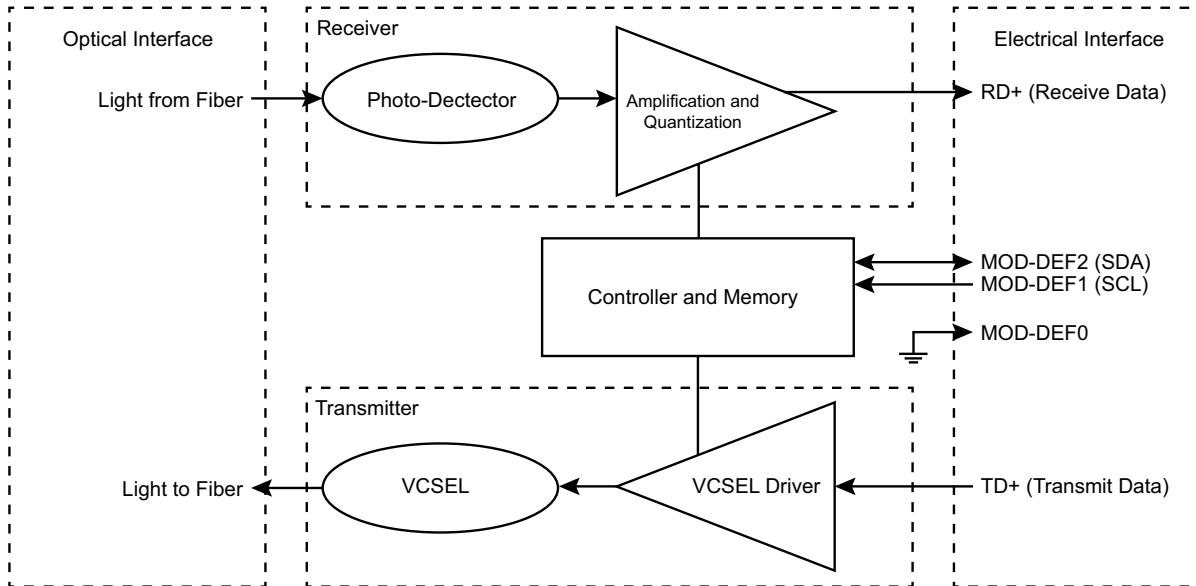 Optical Interface
Receiver
Electrical Interface
Light from Fiber
Photo-Dectector
Amplification and
Quantization
RD+ (Receive Data)
Controller and Memory
MOD-DEF2 (SDA)
MOD-DEF1 (SCL)
MOD-DEF0
Transmitter
Light to Fiber
VCSEL
VCSEL Driver
TD+ (Transmit Data)